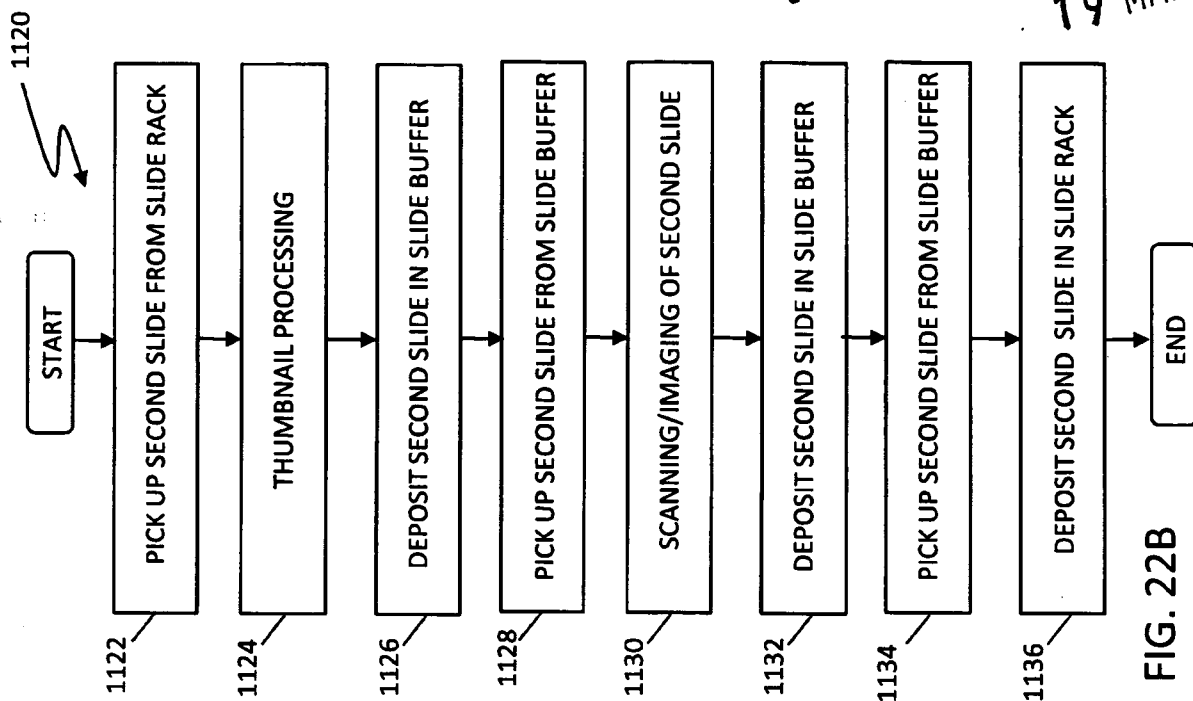 1120
START
1122
PICK UP SECOND SLIDE FROM SLIDE RACK
1124
THUMBNAIL PROCESSING
1126
DEPOSIT SECOND SLIDE IN SLIDE BUFFER
1128
PICK UP SECOND SLIDE FROM SLIDE BUFFER
1130
SCANNING/IMAGING OF SECOND SLIDE
1132
DEPOSIT SECOND SLIDE IN SLIDE BUFFER
1134
PICK UP SECOND SLIDE FROM SLIDE BUFFER
1136
DEPOSIT SECOND SLIDE IN SLIDE RACK
END
FIG. 22B